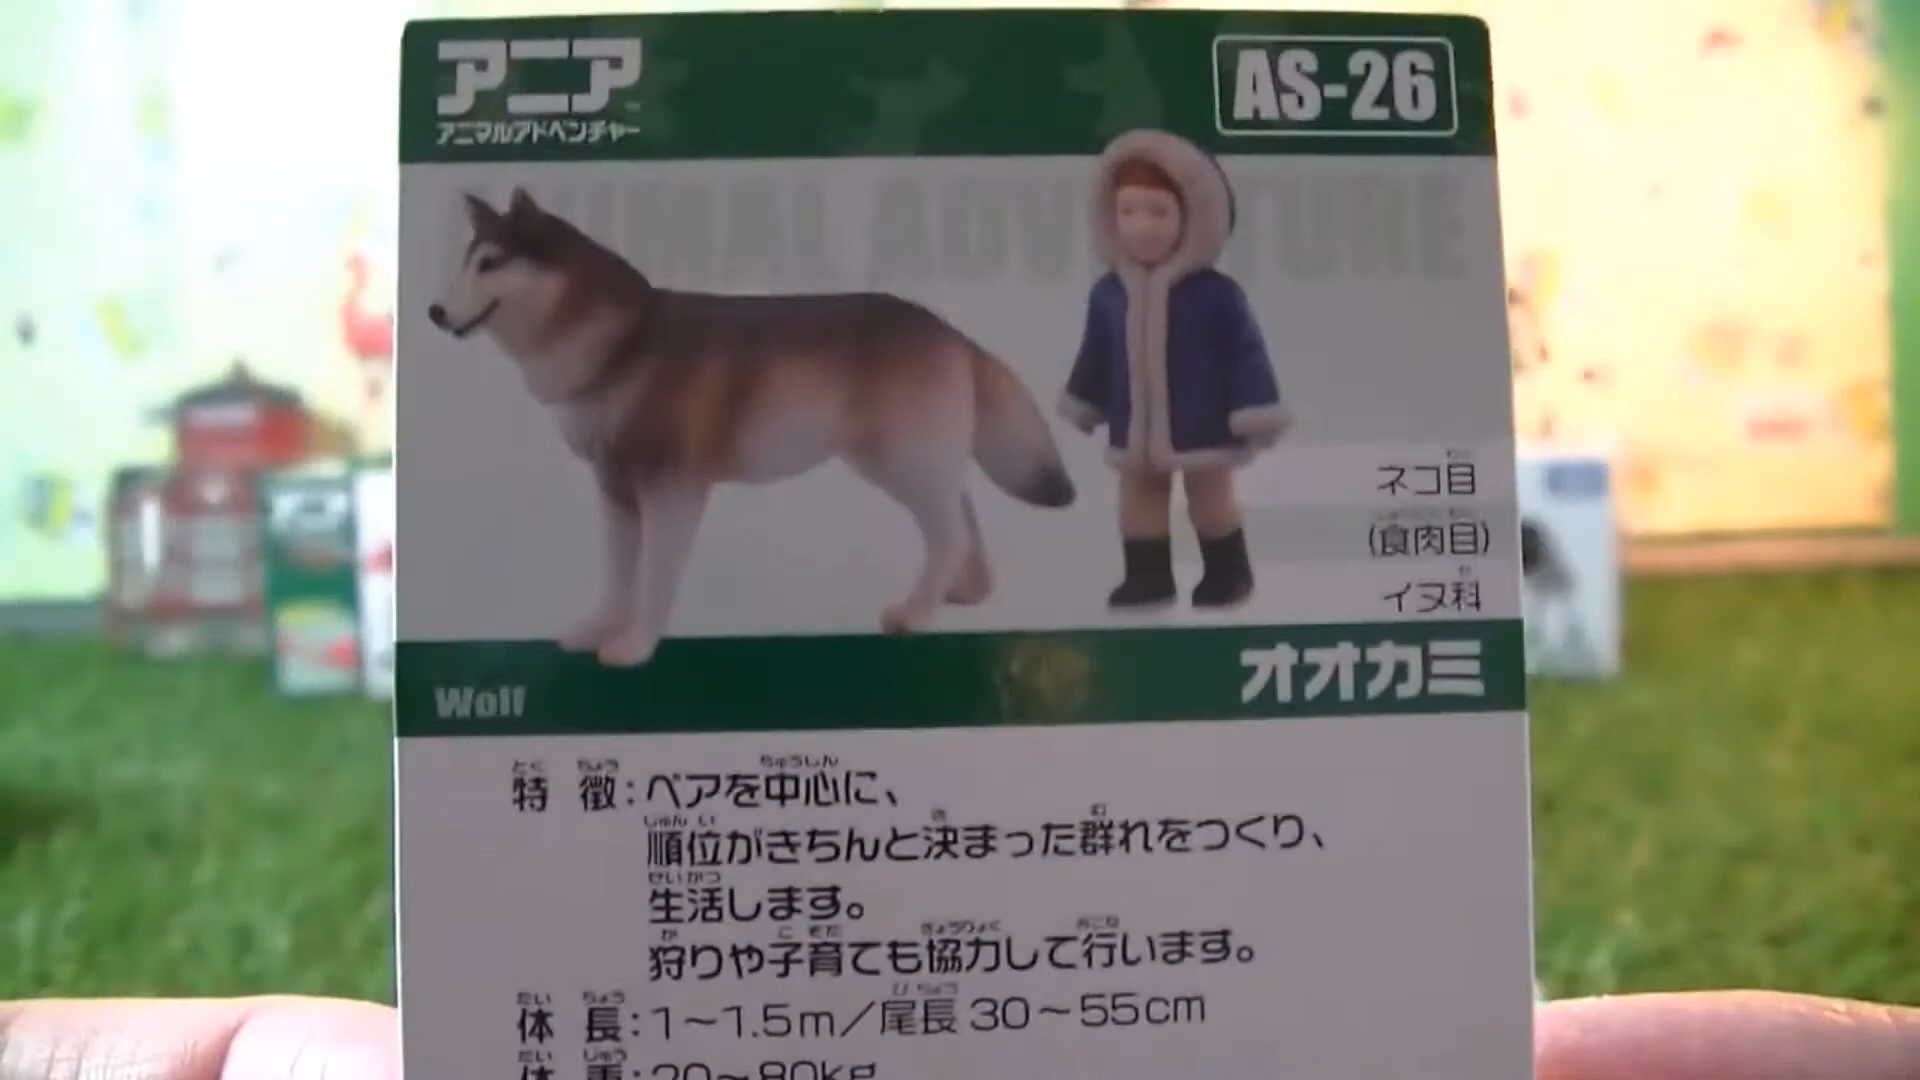 アニア
アニマルアドベンチャー
AS-26
ANIMAL ADVENTURE
ネコ目
(食肉目)
イヌ科
Wolf
オオカミ
特徴:ペアを中心に、
順位がきちんと決まった群れをつくり、
生活します。
狩りや子育ても協力して行います。
体長:1～1.5m／尾長 30～55cm
体重:20～80kg